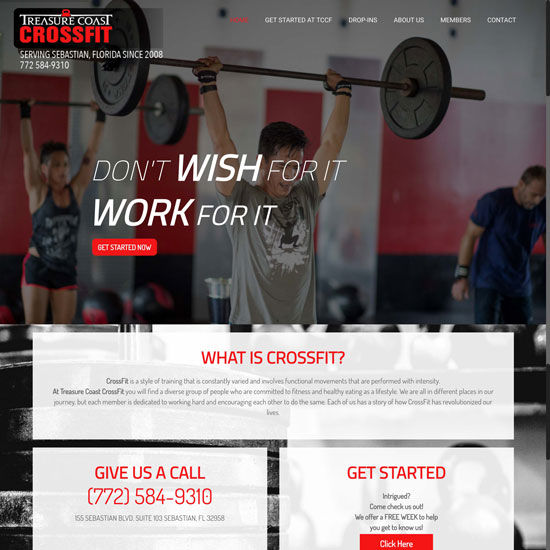 TREASURE COAST
CROSSFIT
SERVING SEBASTIAN, FLORIDA SINCE 2008
772 584-9310
HOME
GET STARTED AT TCCF
DROP-INS
ABOUT US
MEMBERS
CONTACT
DON'T WISH FOR IT
WORK FOR IT
GET STARTED NOW
WHAT IS CROSSFIT?
CrossFit is a style of training that is constantly varied and involves functional movements that are performed with intensity.
At Treasure Coast CrossFit you will find a diverse group of people who are committed to fitness and healthy eating as a lifestyle. We are all in different places in our
journey, but each member is dedicated to working hard and encouraging each other to do the same. Each of us has a story of how CrossFit has revolutionized our
lives.
GIVE US A CALL
(772) 584-9310
155 SEBASTIAN BLVD. SUITE 103 SEBASTIAN, FL 32958
GET STARTED
Intrigued?
Come check us out!
We offer a FREE WEEK to help
you get to know us!
Click Here